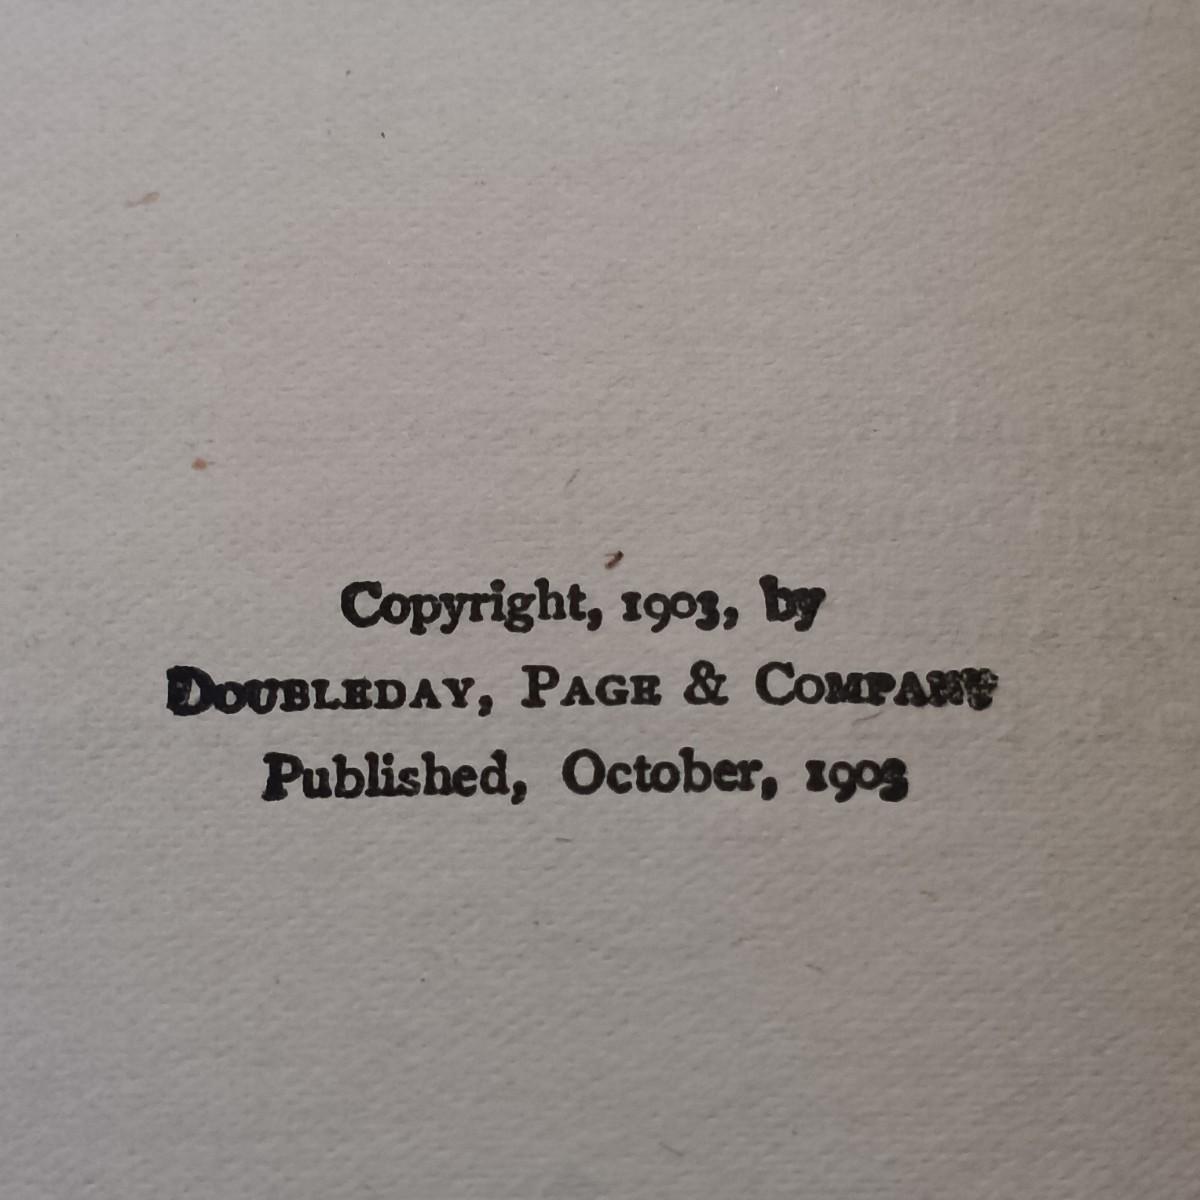 Copyright, 1903, by
DOUBLEDAY, PAGE & COMPANY
Published, October, 1903